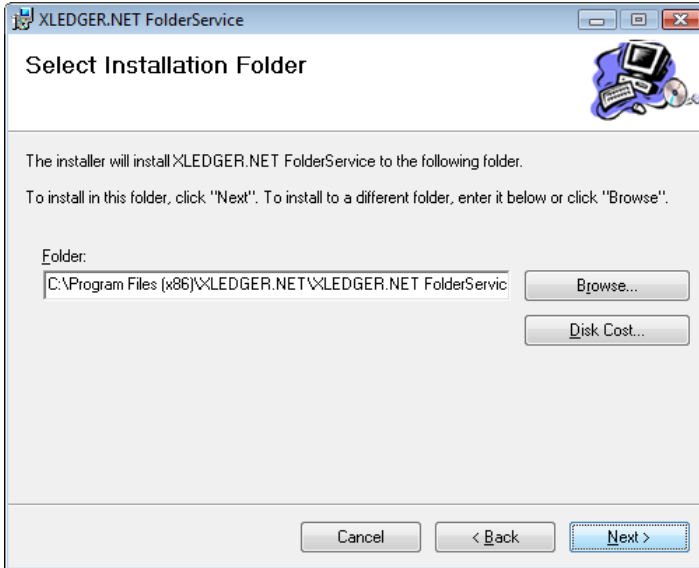 XLEDGER.NET FolderService
Select Installation Folder
The installer will install XLEDGER.NET FolderService to the following folder.
To install in this folder, click "Next". To install to a different folder, enter it below or click "Browse".
Folder:
C:\Program Files (x86)\XLEDGER.NET\XLEDGER.NET FolderServic
Browse...
Disk Cost...
Cancel
< Back
Next >